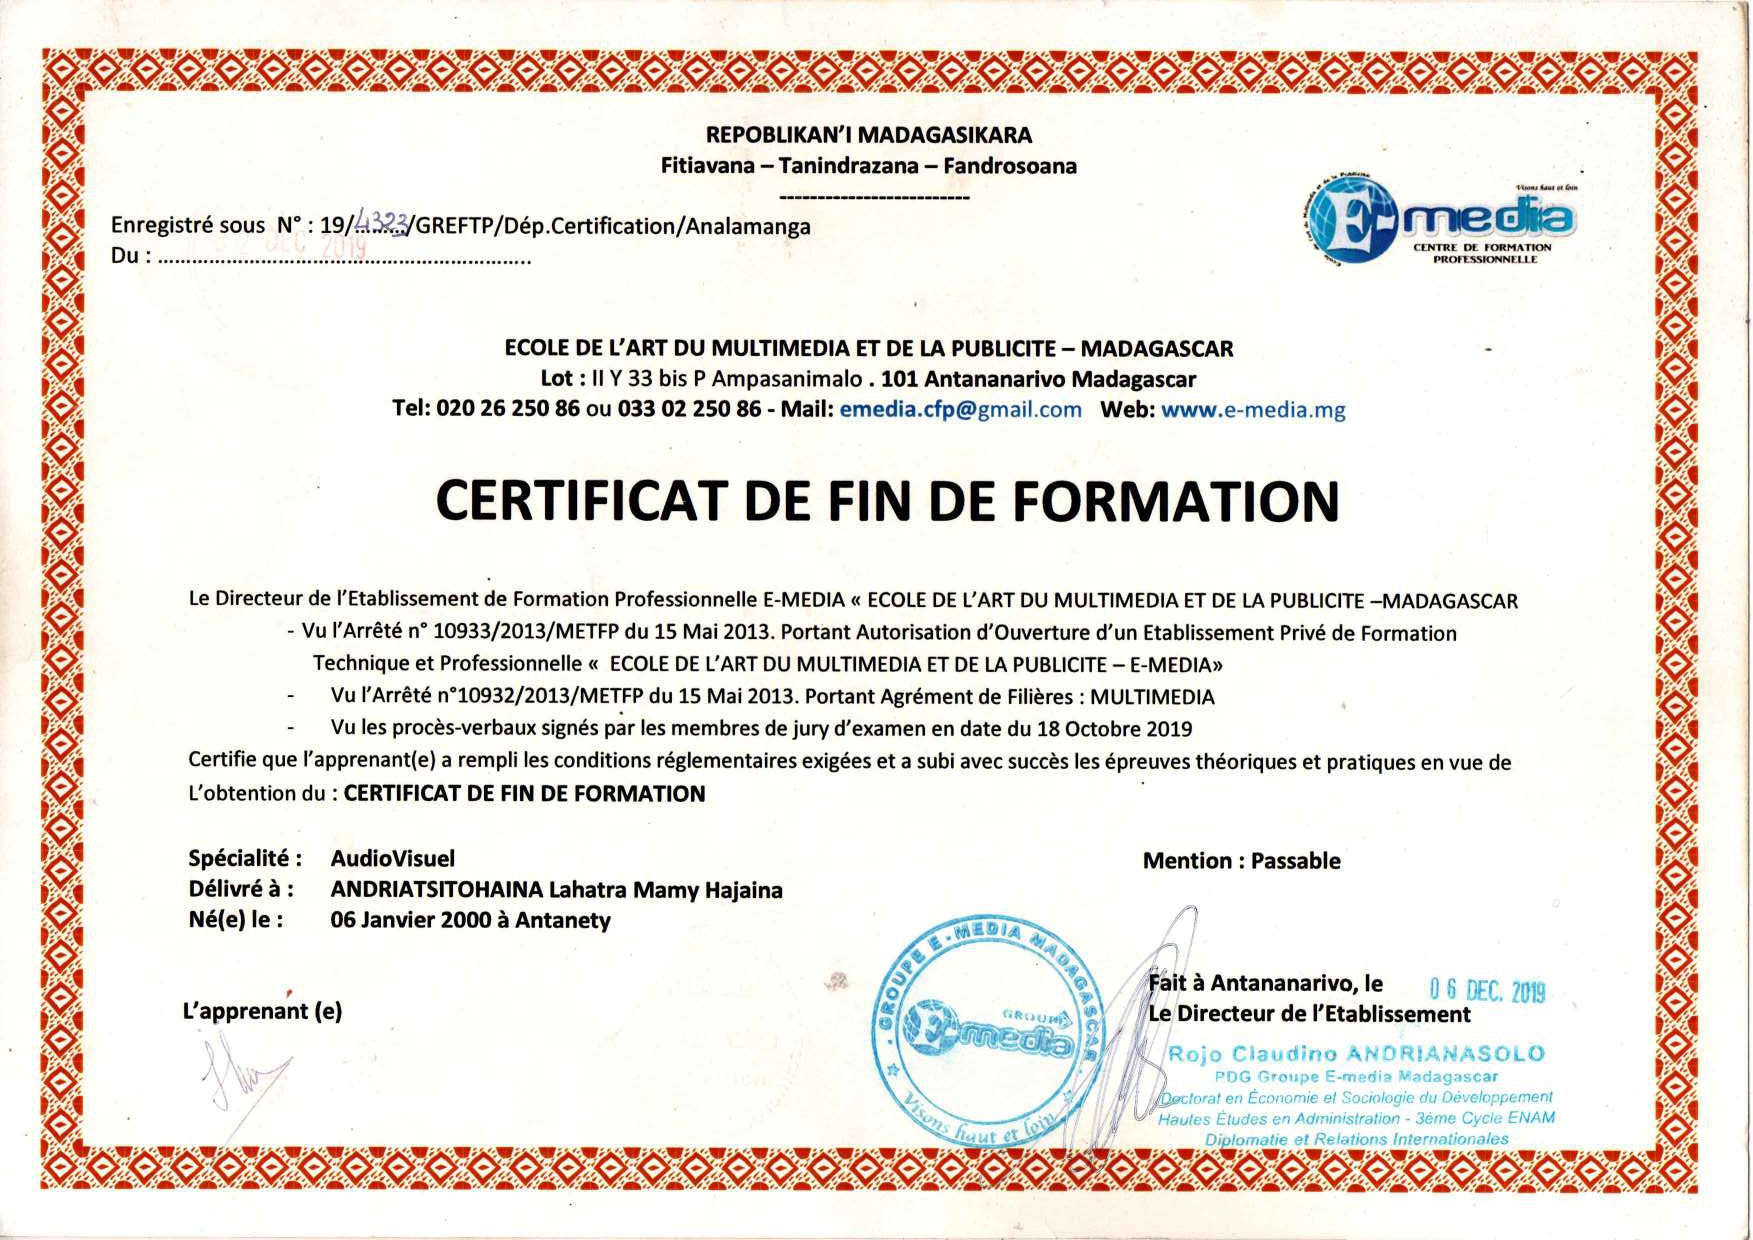 REPOBLIKAN'I MADAGASIKARA
Fitiavana – Tanindrazana – Fandrosoana
-------------------------
Enregistré sous N° : 19/4323/GREFTP/Dép.Certification/Analamanga
Du : ........ DEC 2019 ........
Visons haut et loin
E-media
CENTRE DE FORMATION
PROFESSIONNELLE
ECOLE DE L'ART DU MULTIMEDIA ET DE LA PUBLICITE – MADAGASCAR
Lot : II Y 33 bis P Ampasanimalo . 101 Antananarivo Madagascar
Tel: 020 26 250 86 ou 033 02 250 86 - Mail: emedia.cfp@gmail.com Web: www.e-media.mg
CERTIFICAT DE FIN DE FORMATION
Le Directeur de l'Etablissement de Formation Professionnelle E-MEDIA « ECOLE DE L'ART DU MULTIMEDIA ET DE LA PUBLICITE –MADAGASCAR
- Vu l'Arrêté n° 10933/2013/METFP du 15 Mai 2013. Portant Autorisation d'Ouverture d'un Etablissement Privé de Formation
Technique et Professionnelle « ECOLE DE L'ART DU MULTIMEDIA ET DE LA PUBLICITE – E-MEDIA»
- Vu l'Arrêté n°10932/2013/METFP du 15 Mai 2013. Portant Agrément de Filières : MULTIMEDIA
- Vu les procès-verbaux signés par les membres de jury d'examen en date du 18 Octobre 2019
Certifie que l'apprenant(e) a rempli les conditions réglementaires exigées et a subi avec succès les épreuves théoriques et pratiques en vue de
L'obtention du : CERTIFICAT DE FIN DE FORMATION
Spécialité : AudioVisuel
Mention : Passable
Délivré à : ANDRIATSITOHAINA Lahatra Mamy Hajaina
Né(e) le : 06 Janvier 2000 à Antanety
Fait à Antananarivo, le 06 DEC. 2019
L'apprenant (e)
Le Directeur de l'Etablissement
GROUPE E-MEDIA MADAGASCAR
GROUPE
E-media
Visons haut et loin
Rojo Claudino ANDRIANASOLO
PDG Groupe E-media Madagascar
Doctorat en Économie et Sociologie du Développement
Hautes Études en Administration - 3ème Cycle ENAM
Diplomatie et Relations Internationales